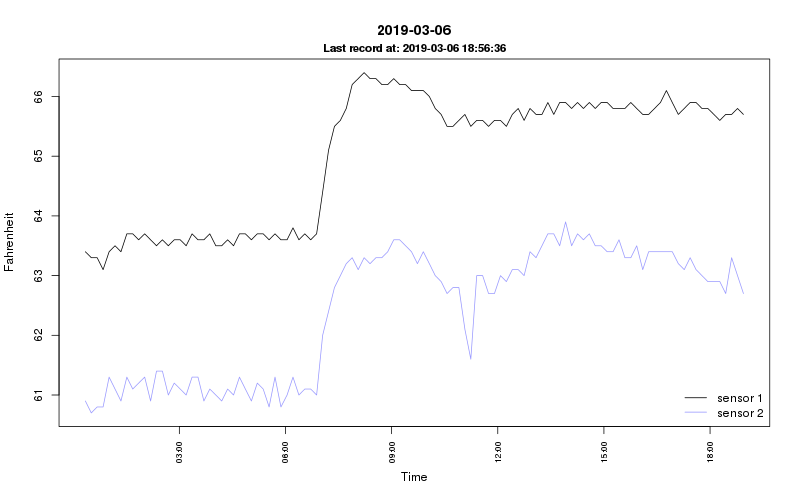 2019-03-06
Last record at: 2019-03-06 18:56:36
Fahrenheit
66
65
64
63
62
61
03:00
06:00
09:00
12:00
15:00
18:00
Time
sensor 1
sensor 2